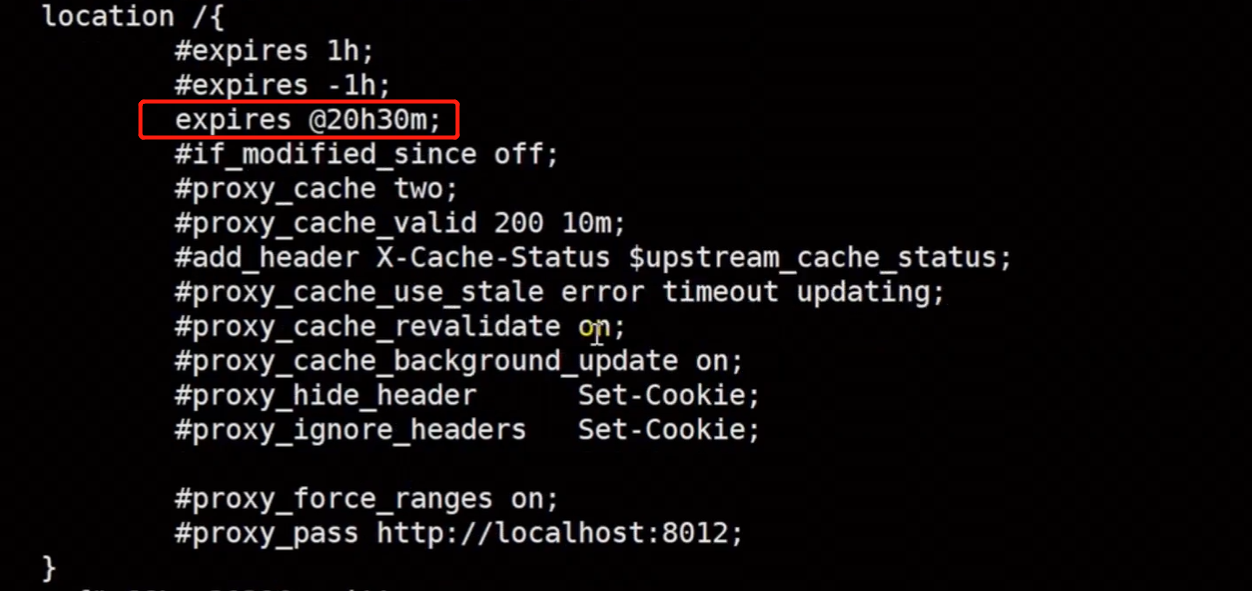 location /{
#expires 1h;
#expires -1h;
expires @20h30m;
#if_modified_since off;
#proxy_cache two;
#proxy_cache_valid 200 10m;
#add_header X-Cache-Status $upstream_cache_status;
#proxy_cache_use_stale error timeout updating;
#proxy_cache_revalidate on;
#proxy_cache_background_update on;
#proxy_hide_header Set-Cookie;
#proxy_ignore_headers Set-Cookie;
#proxy_force_ranges on;
#proxy_pass http://localhost:8012;
}